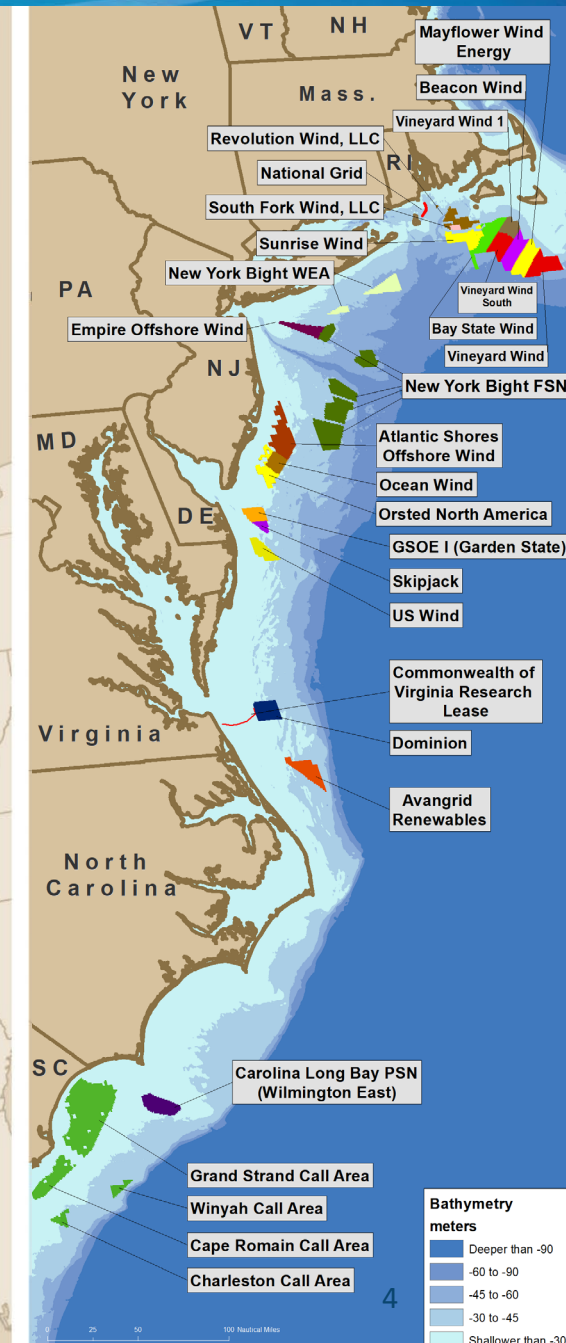 VT
NH
Mayflower Wind
Energy
New
York
Mass.
Beacon Wind
Vineyard Wind 1
Revolution Wind, LLC
RI
National Grid
South Fork Wind, LLC
Sunrise Wind
New York Bight WEA
PA
Vineyard Wind
South
Empire Offshore Wind
Bay State Wind
Vineyard Wind
NJ
New York Bight FSN
MD
Atlantic Shores
Offshore Wind
Ocean Wind
DE
Orsted North America
GSOE I (Garden State)
Skipjack
US Wind
Commonwealth of
Virginia Research
Lease
Virginia
Dominion
Avangrid
Renewables
North
Carolina
SC
Carolina Long Bay PSN
(Wilmington East)
Grand Strand Call Area
Winyah Call Area
Cape Romain Call Area
Charleston Call Area
Bathymetry
meters
Deeper than -90
-60 to -90
-45 to -60
-30 to -45
Shallower than -30
4
0 25 50 100 Nautical Miles